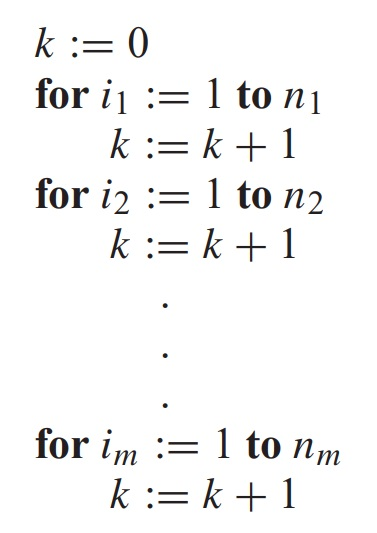 k := 0
for i₁ := 1 to n₁
k := k + 1
for i₂ := 1 to n₂
k := k + 1
.
.
.
for iₘ := 1 to nₘ
k := k + 1